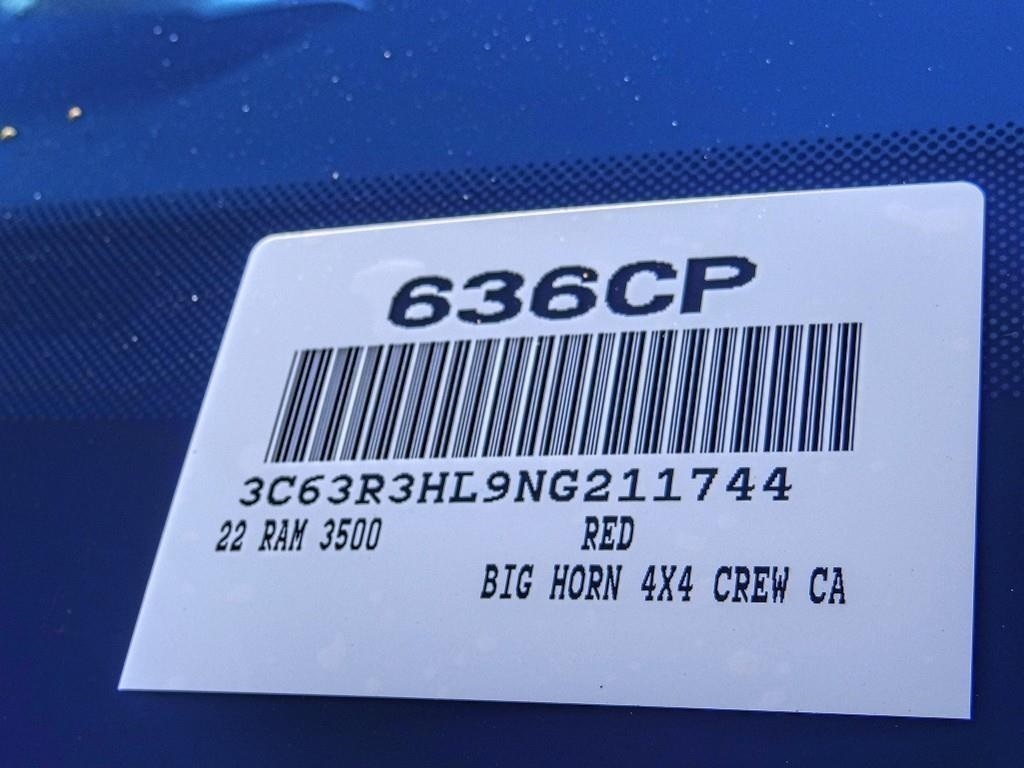 636CP
3C63R3HL9NG211744
22 RAM 3500 RED
BIG HORN 4X4 CREW CA